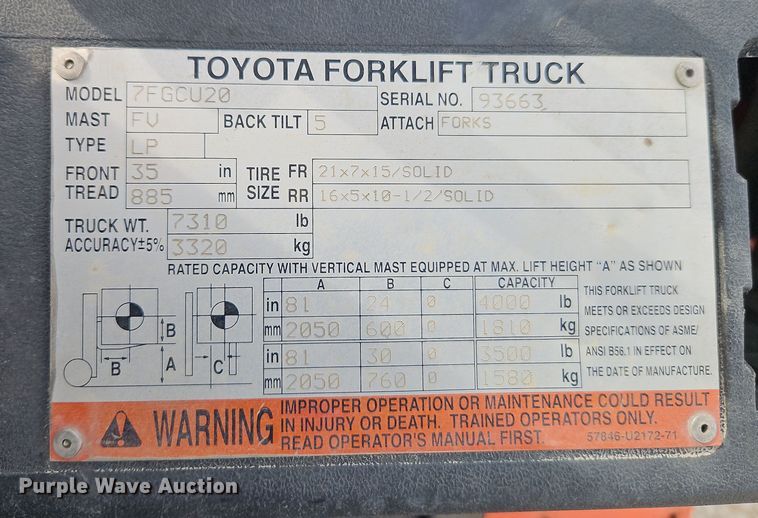 TOYOTA FORKLIFT TRUCK
MODEL 7FGCU20 SERIAL NO. 93663
MAST FV BACK TILT 5 ATTACH FORKS
TYPE LP
FRONT TREAD 35 in 885 mm
TIRE SIZE FR 21x7x15/SOLID
RR 16x5x10-1/2/SOLID
TRUCK WT. 7310 lb
ACCURACY±5% 3320 kg
RATED CAPACITY WITH VERTICAL MAST EQUIPPED AT MAX. LIFT HEIGHT "A" AS SHOWN
A B C CAPACITY
in 81 24 0 4000 lb
mm 2050 600 0 1810 kg
in 81 30 0 3500 lb
mm 2050 760 0 1580 kg
B A B C
THIS FORKLIFT TRUCK
MEETS OR EXCEEDS DESIGN
SPECIFICATIONS OF ASME/
ANSI B56.1 IN EFFECT ON
THE DATE OF MANUFACTURE.
WARNING
IMPROPER OPERATION OR MAINTENANCE COULD RESULT
IN INJURY OR DEATH. TRAINED OPERATORS ONLY.
READ OPERATOR'S MANUAL FIRST. 57846-U2172-71
Purple Wave Auction